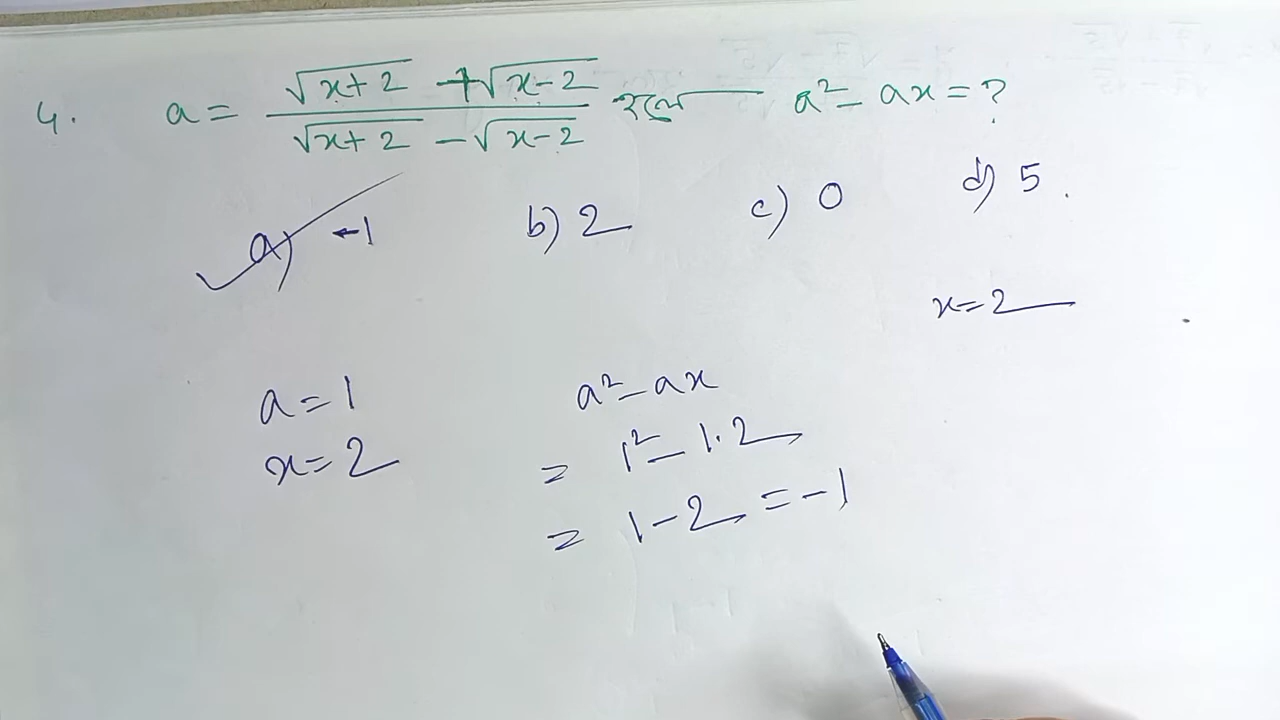 4. a = (√x+2 + √x-2) / (√x+2 - √x-2) হলে a² - ax = ?
a) -1 b) 2 c) 0 d) 5
x=2
a=1 a²-ax
x=2 = 1²-1.2
= 1-2 = -1